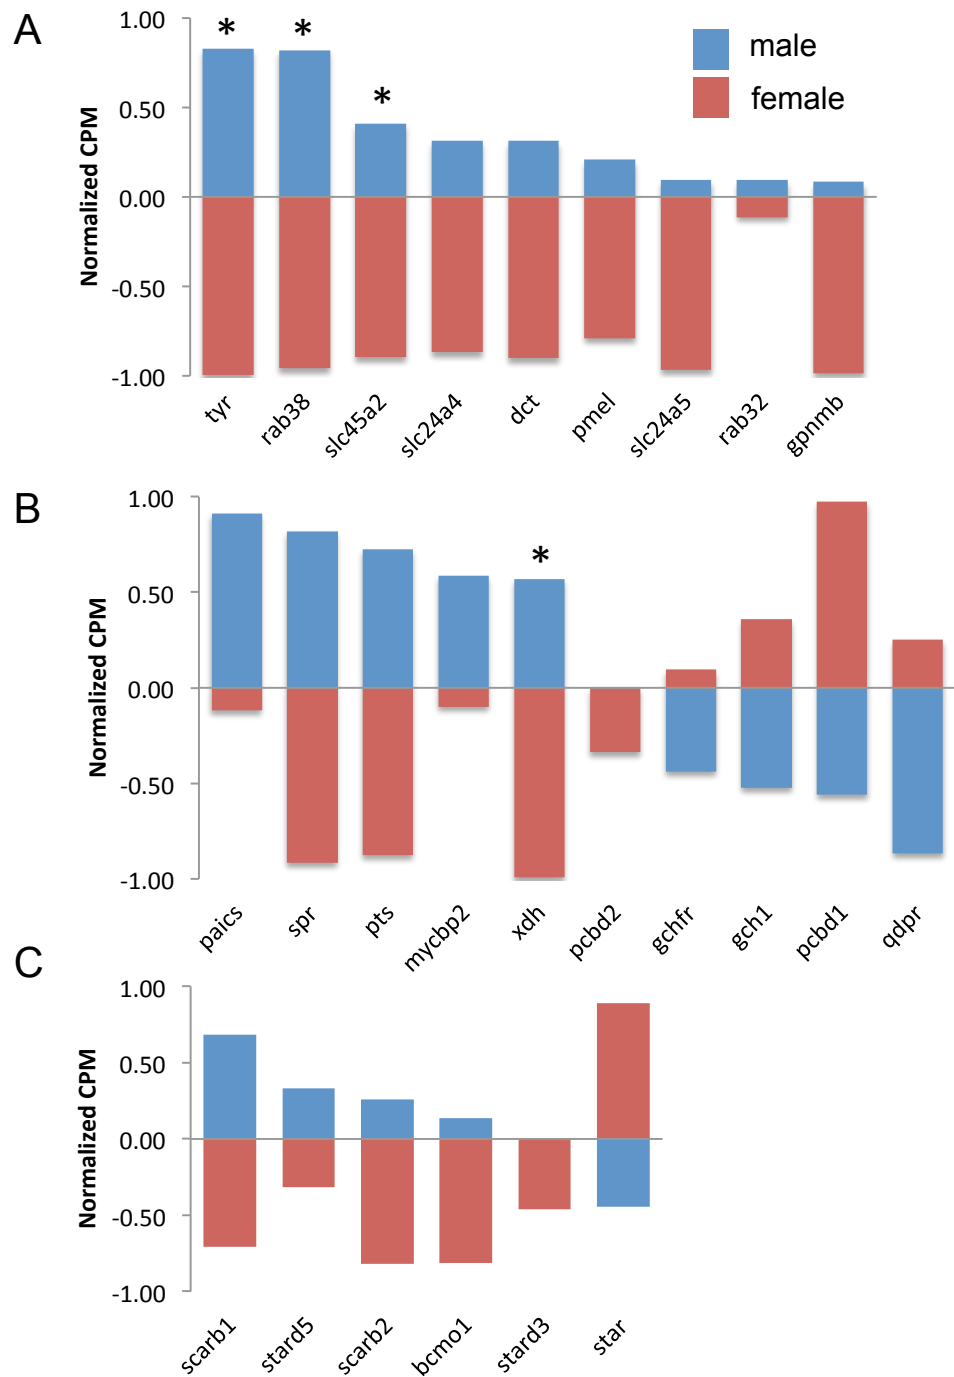 A
1.00
0.50
0.00
-0.50
-1.00
Normalized CPM
* * *
male
female
tyr rab38 slc45a2 slc24a4 dct pmel slc24a5 rab32 gpnmb
B
1.00
0.50
0.00
-0.50
-1.00
Normalized CPM
*
paics spr pts mycbp2 xdh pcbd2 gchfr gch1 pcbd1 qdpr
C
1.00
0.50
0.00
-0.50
-1.00
Normalized CPM
scarb1 stard5 scarb2 bcmo1 stard3 star